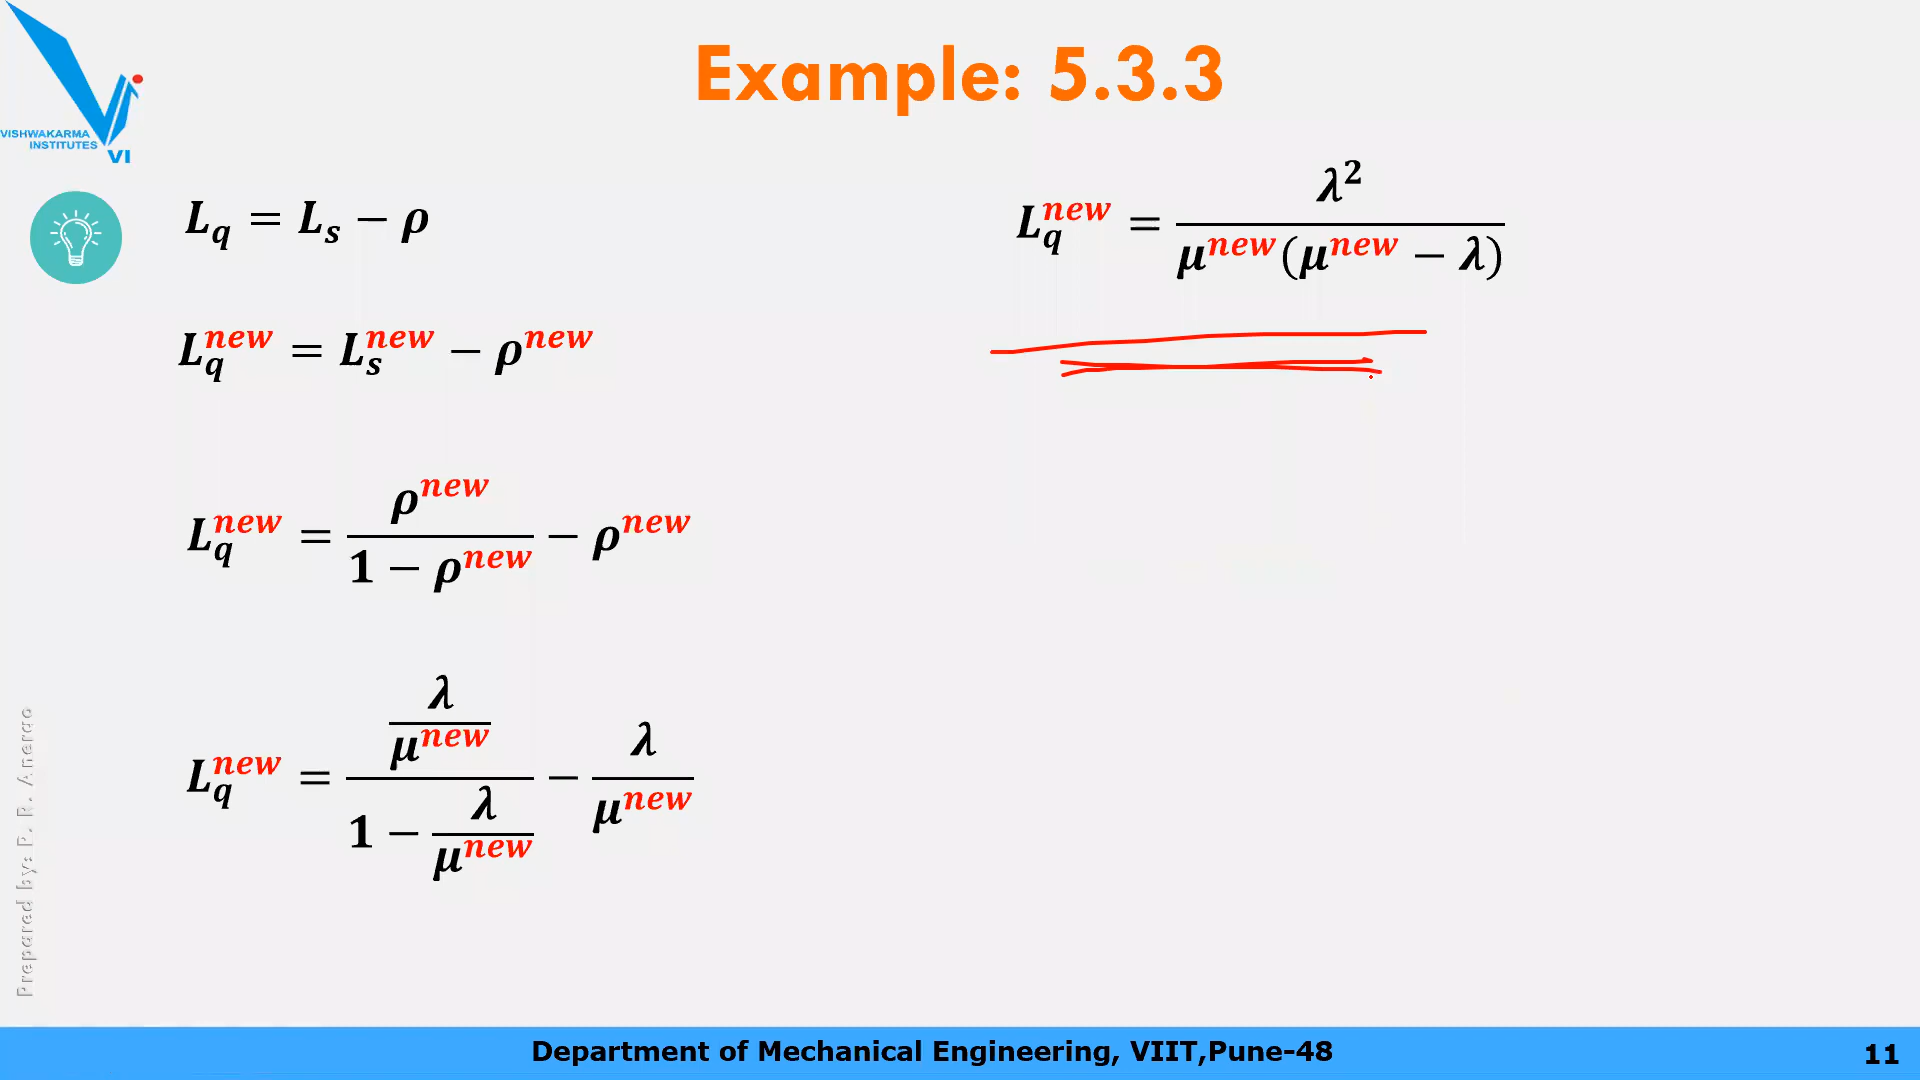 Example: 5.3.3
VISHWAKARMA
INSTITUTES
VI
L_q = L_s − ρ
L_q^new = L_s^new − ρ^new
L_q^new = ρ^new / (1 − ρ^new) − ρ^new
L_q^new = (λ/μ^new) / (1 − λ/μ^new) − λ/μ^new
L_q^new = λ² / (μ^new(μ^new − λ))
Prepared by: P. R. Anerao
Department of Mechanical Engineering, VIIT,Pune-48
11